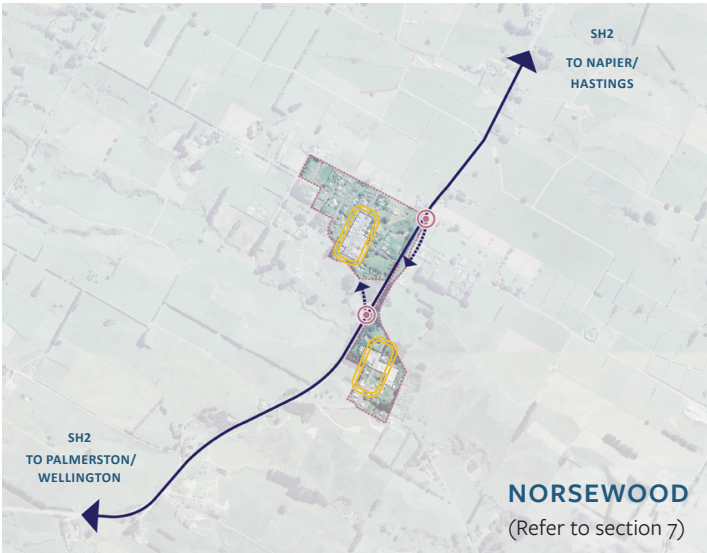 SH2
TO NAPIER/
HASTINGS
SH2
TO PALMERSTON/
WELLINGTON
NORSEWOOD
(Refer to section 7)